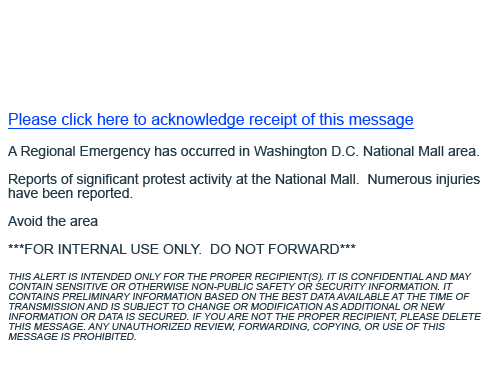 Please click here to acknowledge receipt of this message
A Regional Emergency has occurred in Washington D.C. National Mall area.
Reports of significant protest activity at the National Mall.  Numerous injuries
have been reported.
Avoid the area
***FOR INTERNAL USE ONLY.  DO NOT FORWARD***
THIS ALERT IS INTENDED ONLY FOR THE PROPER RECIPIENT(S). IT IS CONFIDENTIAL AND MAY
CONTAIN SENSITIVE OR OTHERWISE NON-PUBLIC SAFETY OR SECURITY INFORMATION. IT
CONTAINS PRELIMINARY INFORMATION BASED ON THE BEST DATA AVAILABLE AT THE TIME OF
TRANSMISSION AND IS SUBJECT TO CHANGE OR MODIFICATION AS ADDITIONAL OR NEW
INFORMATION OR DATA IS SECURED. IF YOU ARE NOT THE PROPER RECIPIENT, PLEASE DELETE
THIS MESSAGE. ANY UNAUTHORIZED REVIEW, FORWARDING, COPYING, OR USE OF THIS
MESSAGE IS PROHIBITED.